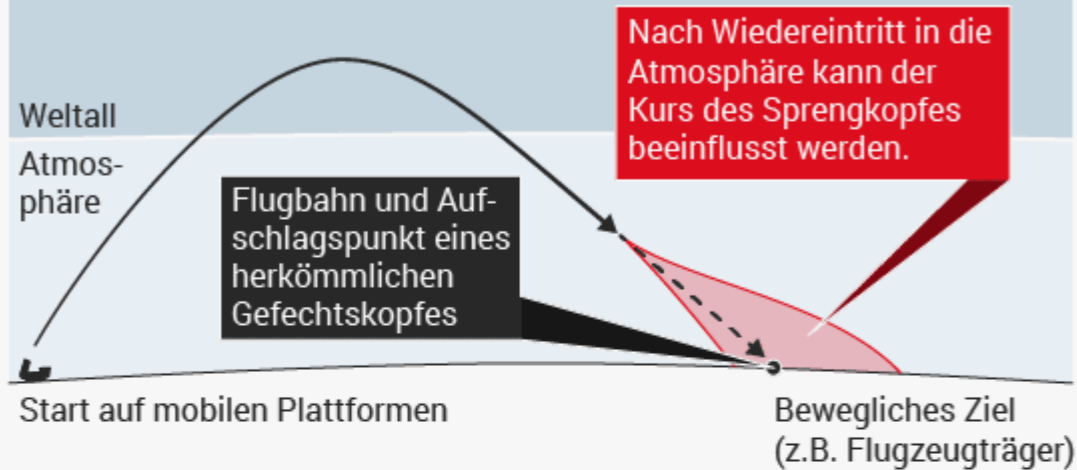 Nach Wiedereintritt in die
Atmosphäre kann der
Kurs des Sprengkopfes
beeinflusst werden.
Weltall
Atmos-
phäre
Flugbahn und Auf-
schlagspunkt eines
herkömmlichen
Gefechtskopfes
Start auf mobilen Plattformen
Bewegliches Ziel
(z.B. Flugzeugträger)